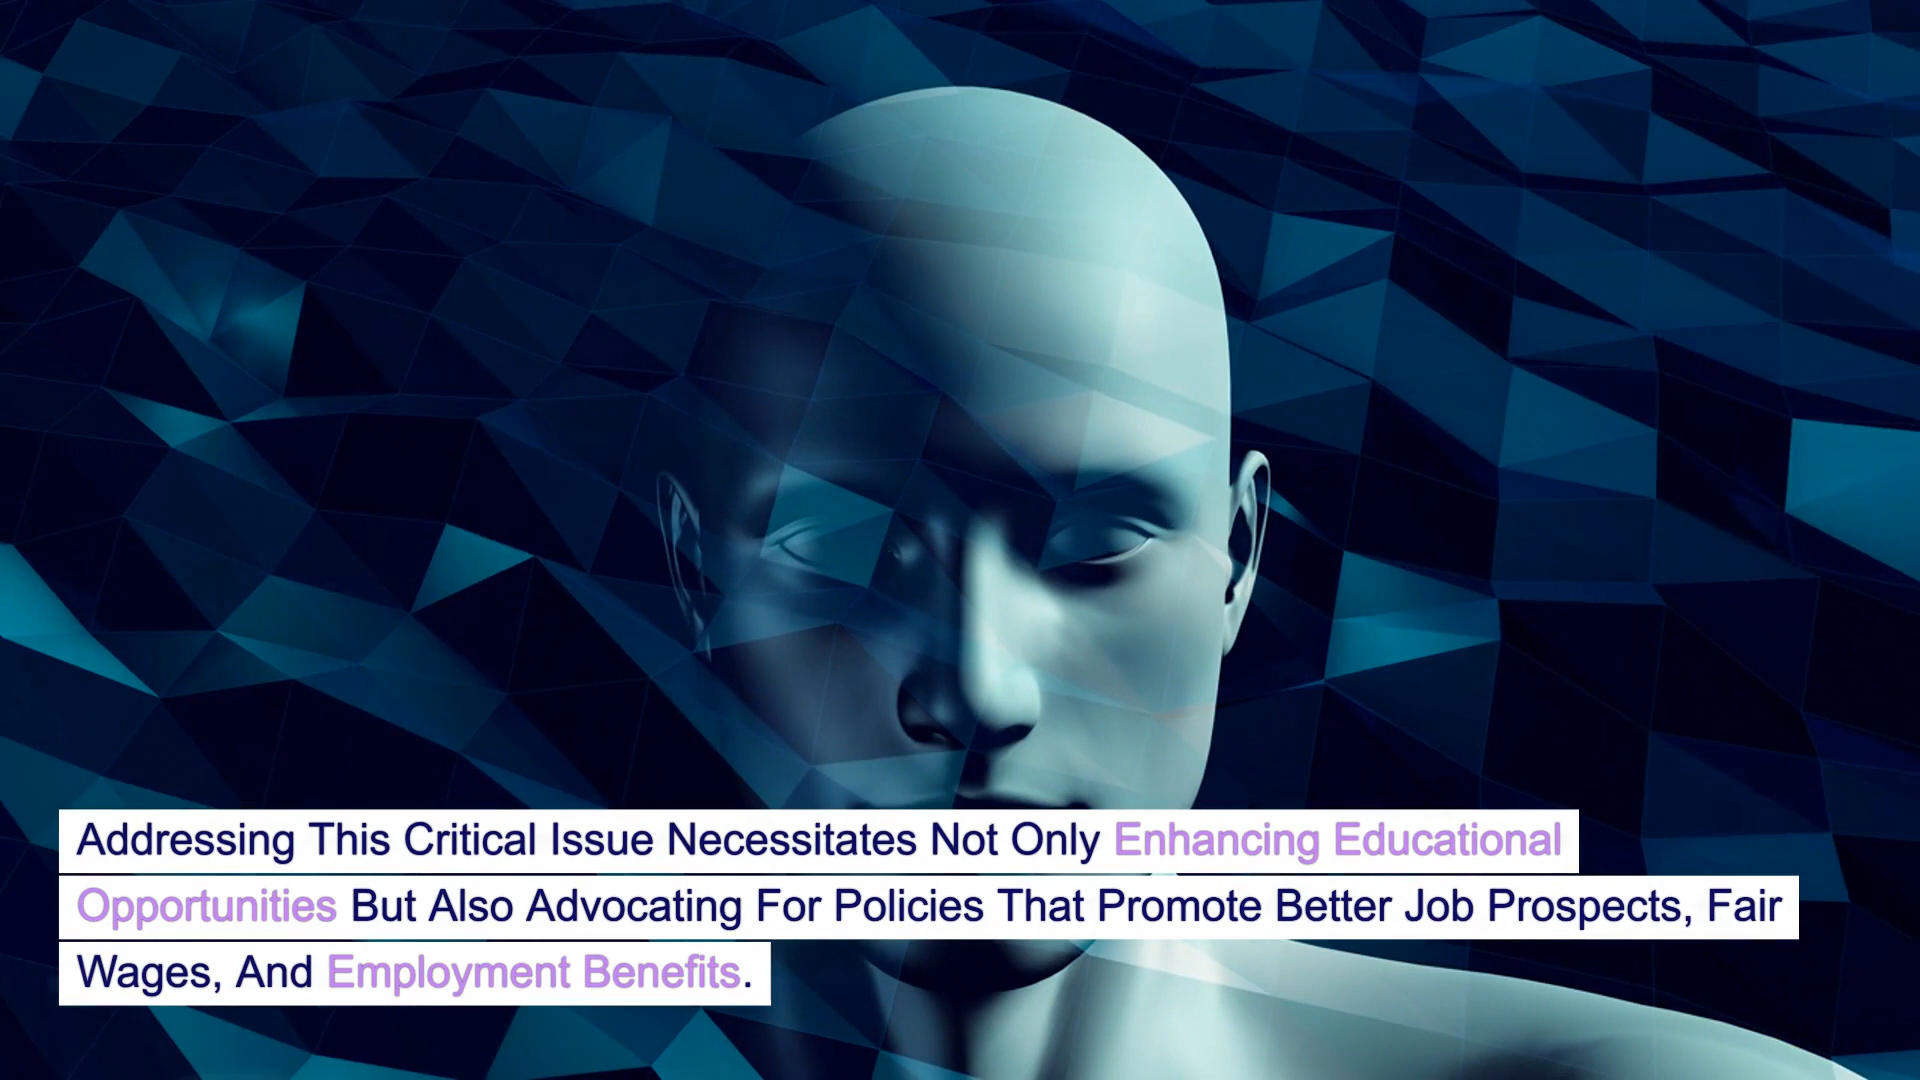 Addressing This Critical Issue Necessitates Not Only Enhancing Educational
Opportunities But Also Advocating For Policies That Promote Better Job Prospects, Fair
Wages, And Employment Benefits.